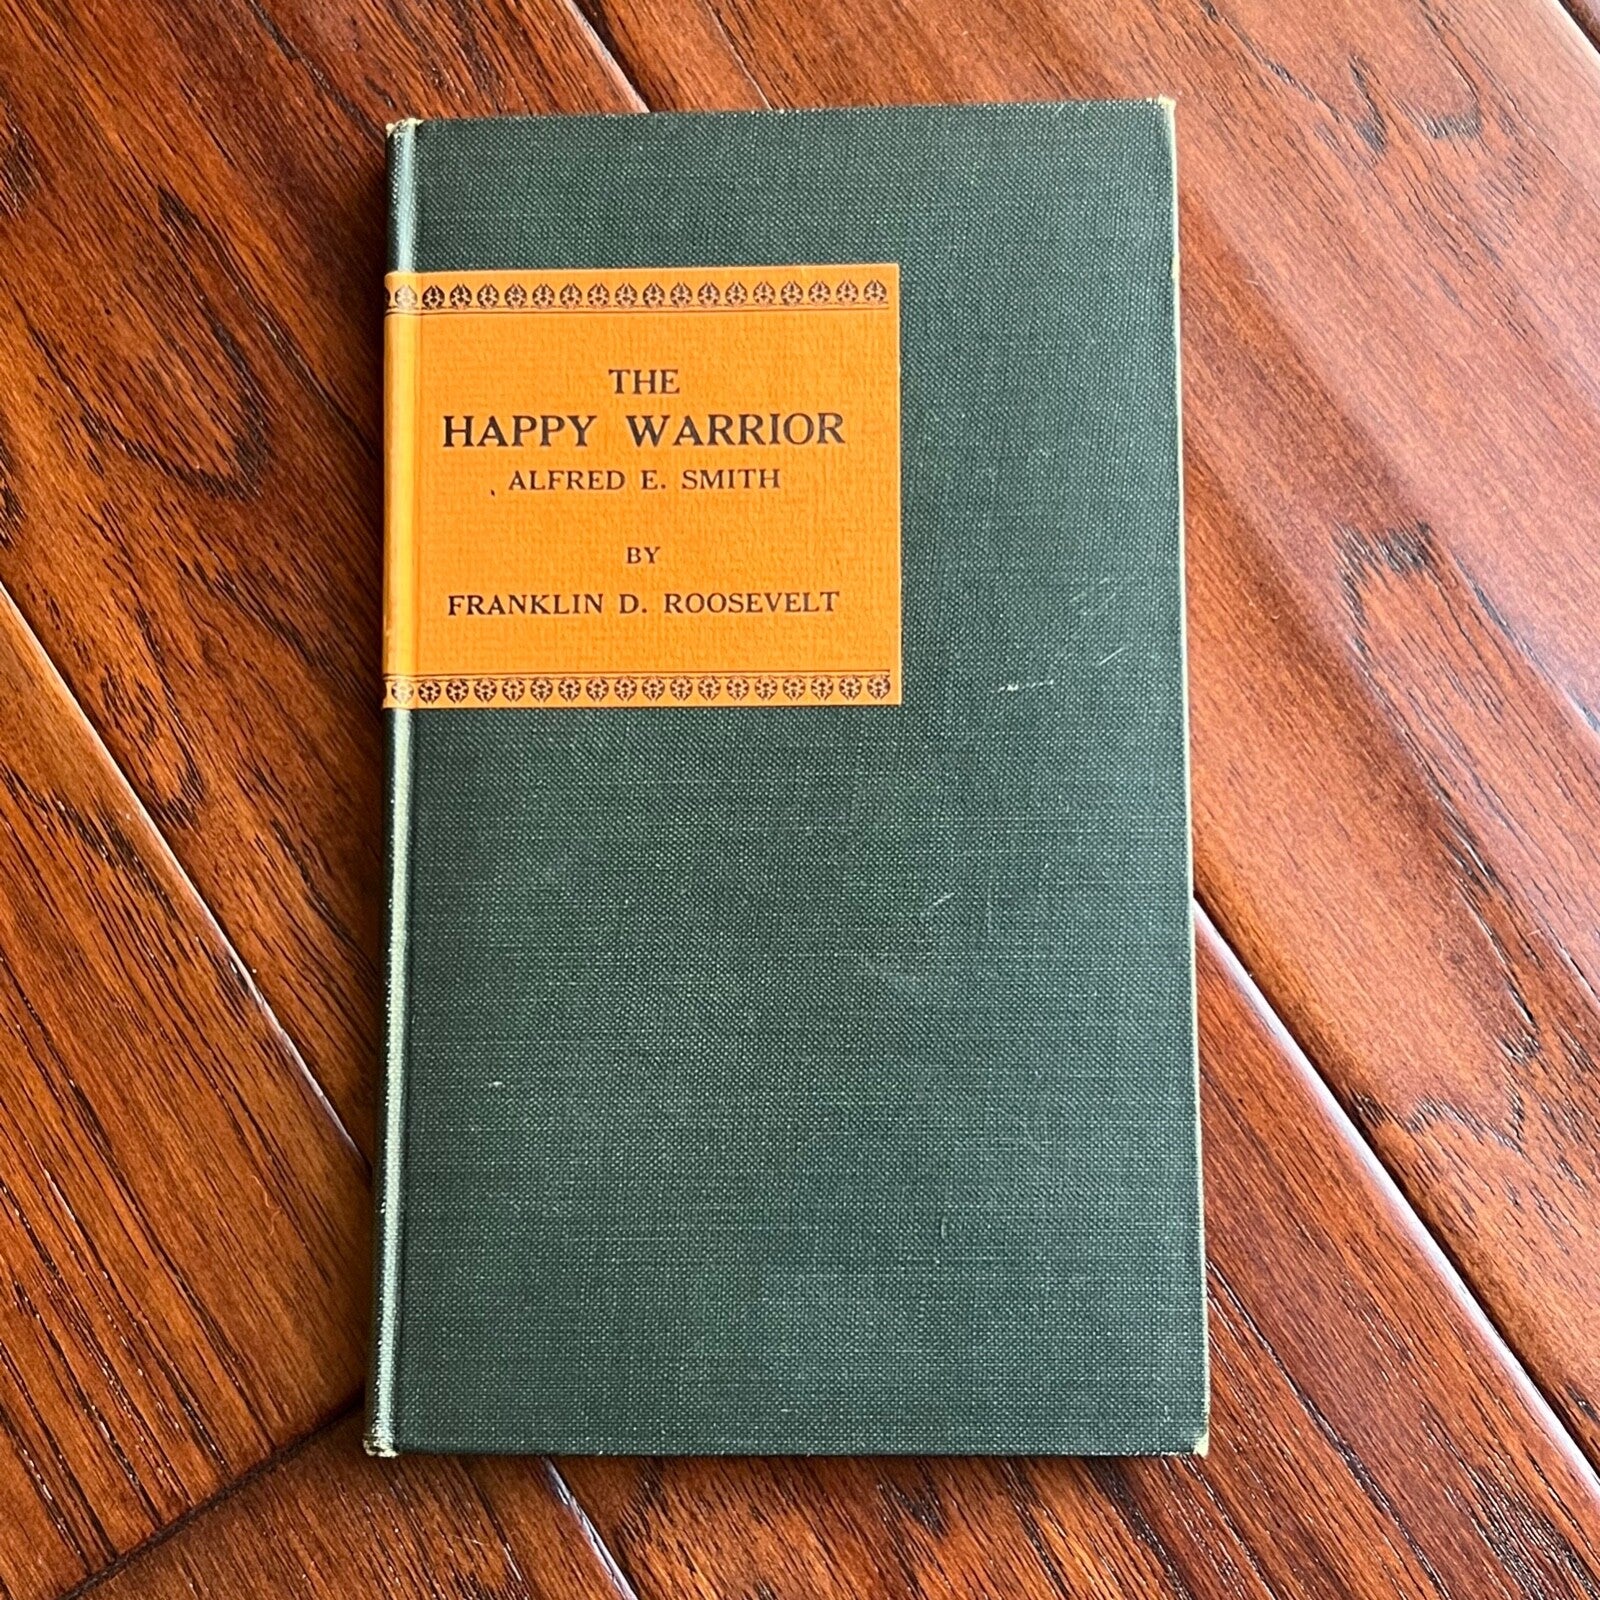 THE
HAPPY WARRIOR
ALFRED E. SMITH
BY
FRANKLIN D. ROOSEVELT